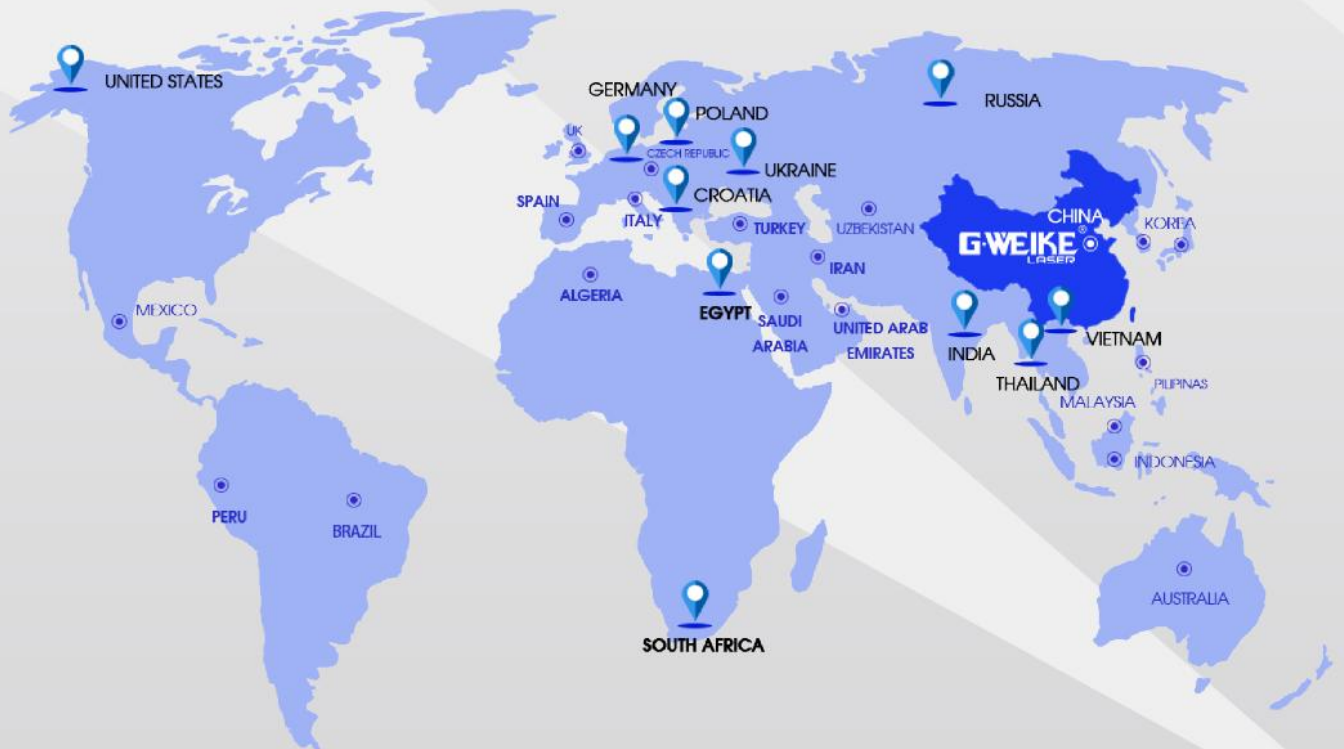 UNITED STATES
GERMANY
POLAND
RUSSIA
UK
CZECH REPUBLIC
UKRAINE
CROATIA
SPAIN
ITALY
TURKEY
UZBEKISTAN
CHINA
G·WEIKE®
LASER
KOREA
IRAN
ALGERIA
EGYPT
SAUDI
ARABIA
UNITED ARAB
EMIRATES
MEXICO
INDIA
VIETNAM
THAILAND
PILIPINAS
MALAYSIA
INDONESIA
PERU
BRAZIL
AUSTRALIA
SOUTH AFRICA